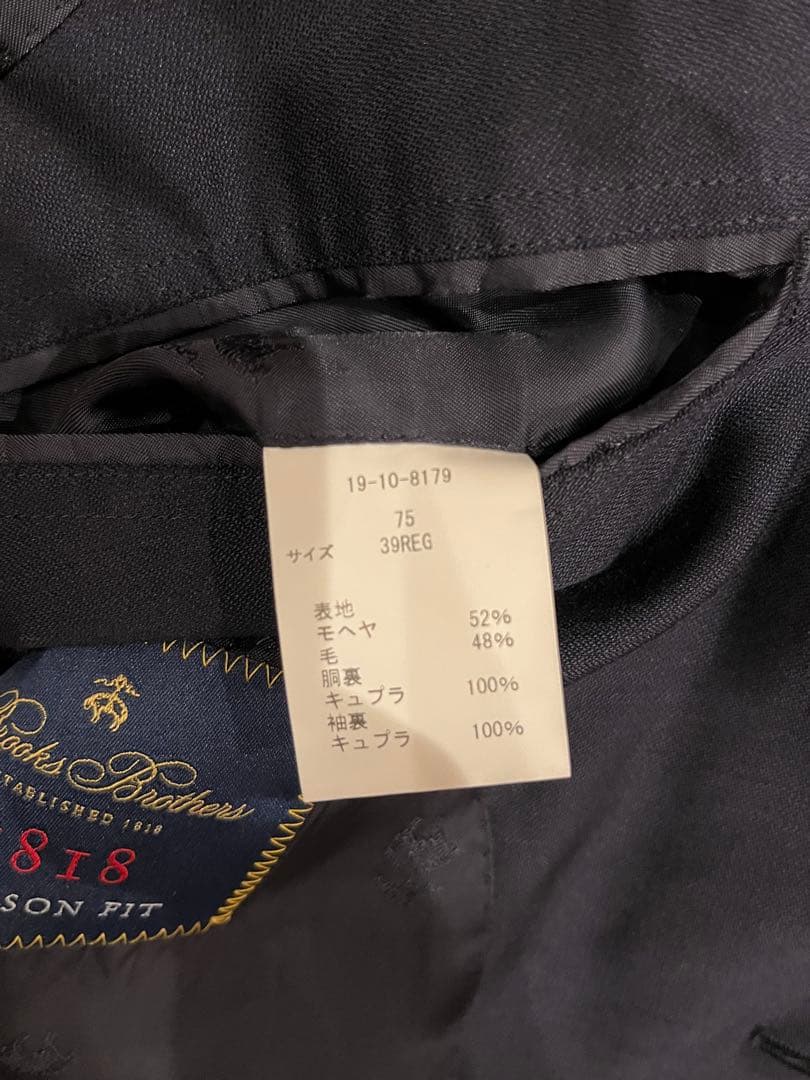 19-10-8179
75
サイズ 39REG
表地
モヘヤ 52%
毛 48%
胴裏
キュプラ 100%
袖裏
キュプラ 100%
Brooks Brothers
ESTABLISHED 1818
1818
SON FIT